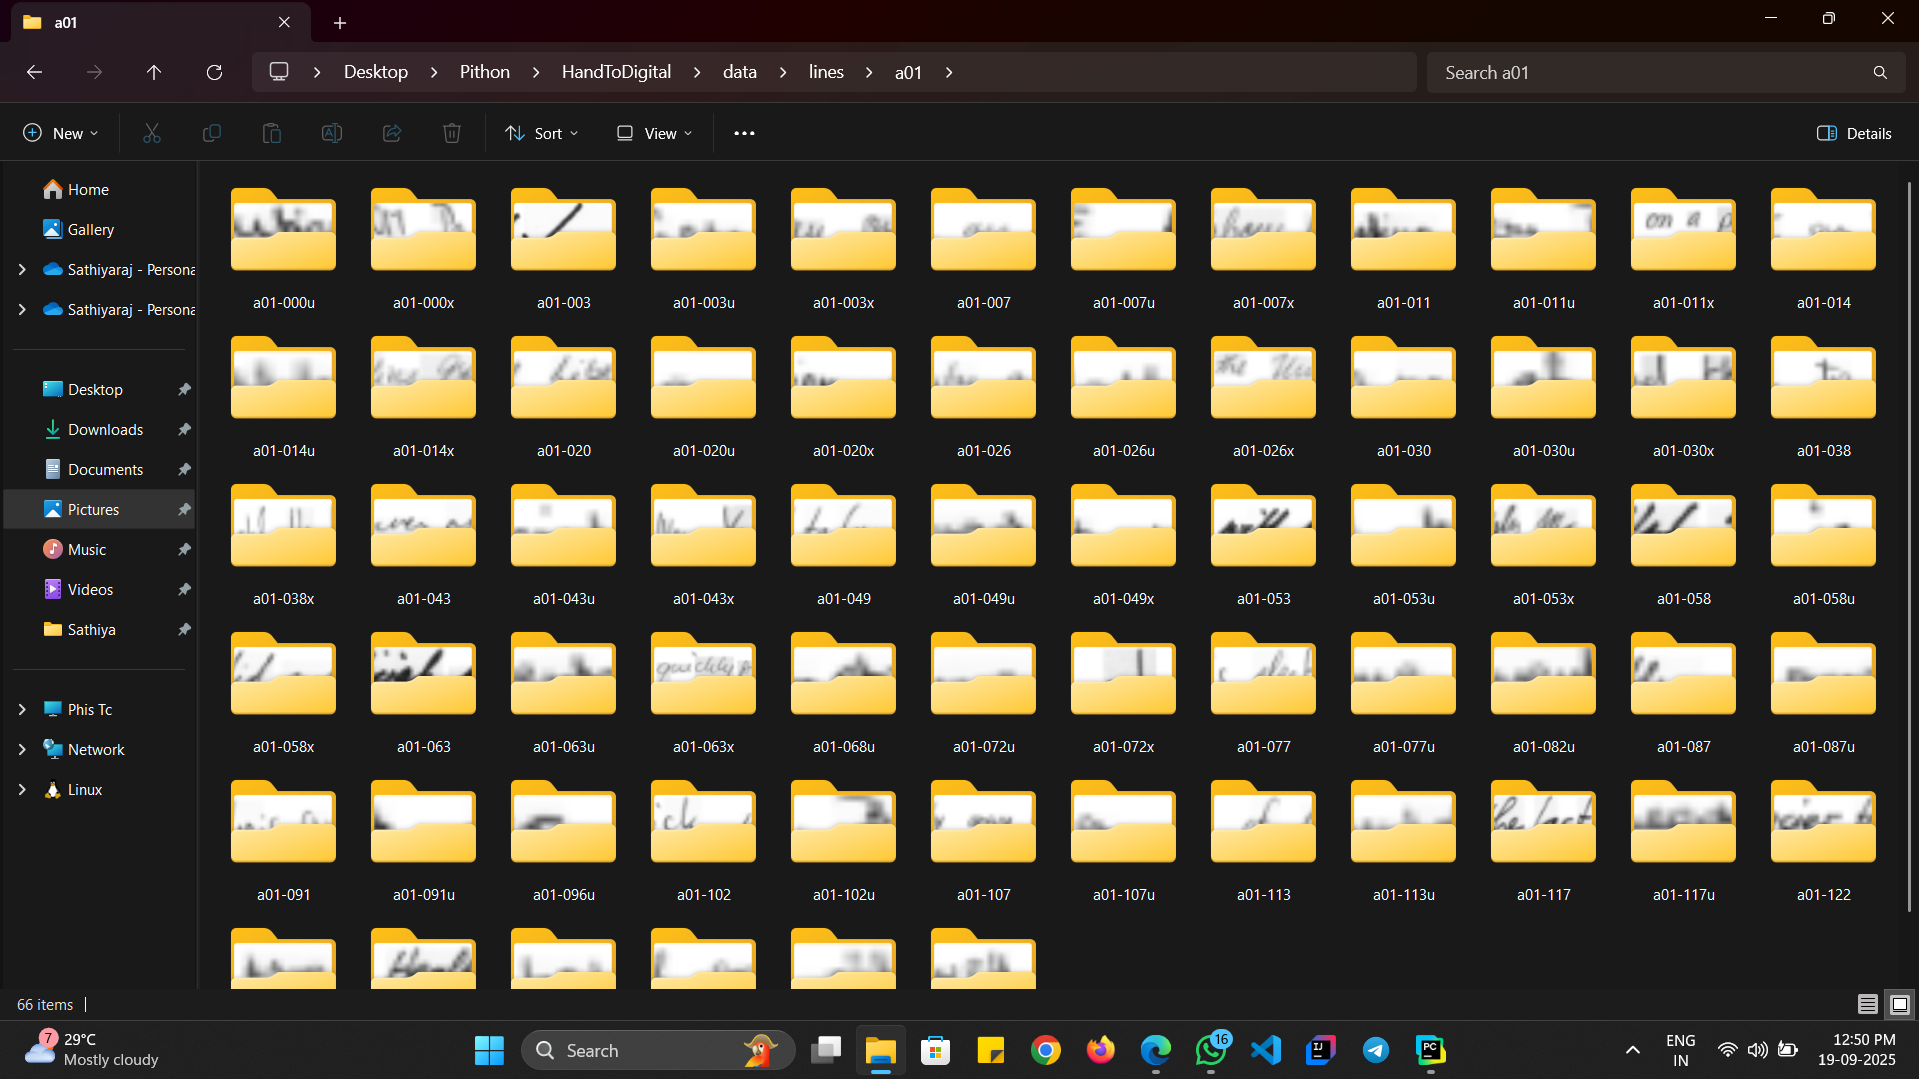 a01
Desktop Pithon HandToDigital data lines a01
Search a01
New Sort View Details
Home
Gallery
Sathiyaraj - Persona
Sathiyaraj - Persona
Desktop
Downloads
Documents
Pictures
Music
Videos
Sathiya
Phis Tc
Network
Linux
on a p
a01-000u a01-000x a01-003 a01-003u a01-003x a01-007 a01-007u a01-007x a01-011 a01-011u a01-011x a01-014
a01-014u a01-014x a01-020 a01-020u a01-020x a01-026 a01-026u a01-026x a01-030 a01-030u a01-030x a01-038
a01-038x a01-043 a01-043u a01-043x a01-049 a01-049u a01-049x a01-053 a01-053u a01-053x a01-058 a01-058u
quickly
a01-058x a01-063 a01-063u a01-063x a01-068u a01-072u a01-072x a01-077 a01-077u a01-082u a01-087 a01-087u
a01-091 a01-091u a01-096u a01-102 a01-102u a01-107 a01-107u a01-113 a01-113u a01-117 a01-117u a01-122
66 items
7 29°C
Mostly cloudy
Search
16
IJ
PC
ENG
IN
12:50 PM
19-09-2025